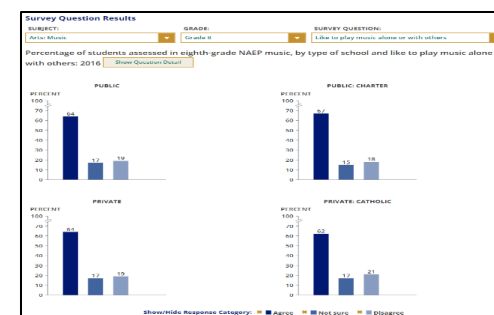 Survey Question Results
SUBJECT: GRADE: SURVEY QUESTION:
Arts: Music Grade 8 Like to play music alone or with others
Percentage of students assessed in eighth-grade NAEP music, by type of school and like to play music alone
with others: 2016 Show Question Detail
PUBLIC PUBLIC: CHARTER
PERCENT PERCENT
100 100
70 70
60 60
50 50
40 40
30 30
20 20
10 10
0 0
64 17 19 67 15 18
PRIVATE PRIVATE: CATHOLIC
PERCENT PERCENT
100 100
70 70
60 60
50 50
40 40
30 30
20 20
10 10
0 0
17 19 62 17 21
Show/Hide Response Category: Agree Not sure Disagree